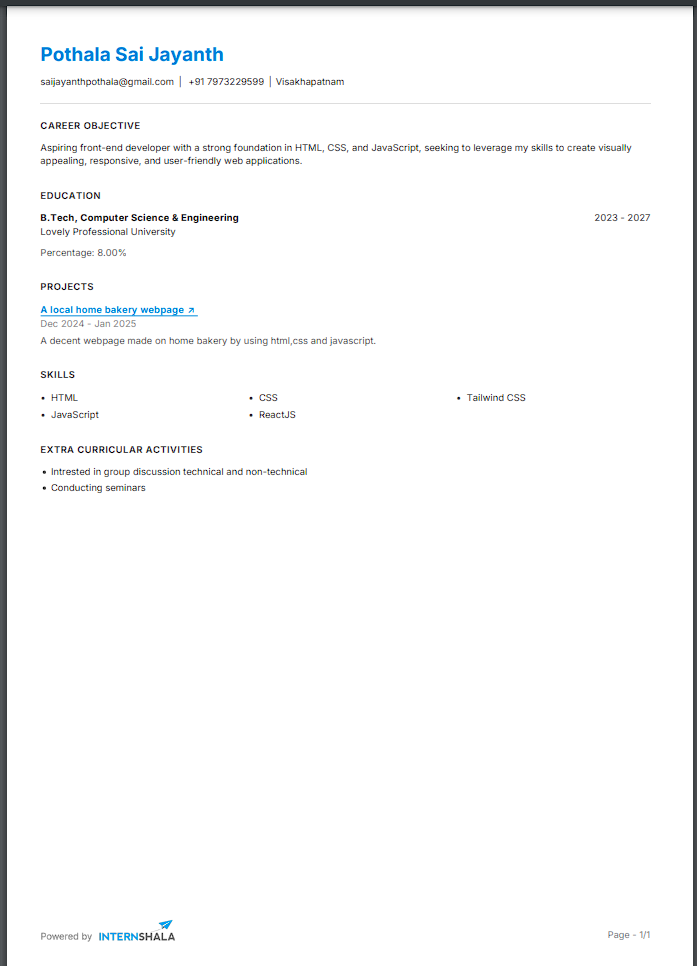 Pothala Sai Jayanth
saijayanthpothala@gmail.com | +91 7973229599 | Visakhapatnam
CAREER OBJECTIVE
Aspiring front-end developer with a strong foundation in HTML, CSS, and JavaScript, seeking to leverage my skills to create visually
appealing, responsive, and user-friendly web applications.
EDUCATION
B.Tech, Computer Science & Engineering 2023 - 2027
Lovely Professional University
Percentage: 8.00%
PROJECTS
A local home bakery webpage ↗
Dec 2024 - Jan 2025
A decent webpage made on home bakery by using html,css and javascript.
SKILLS
• HTML • CSS • Tailwind CSS
• JavaScript • ReactJS
EXTRA CURRICULAR ACTIVITIES
• Intrested in group discussion technical and non-technical
• Conducting seminars
Powered by INTERNSHALA Page - 1/1